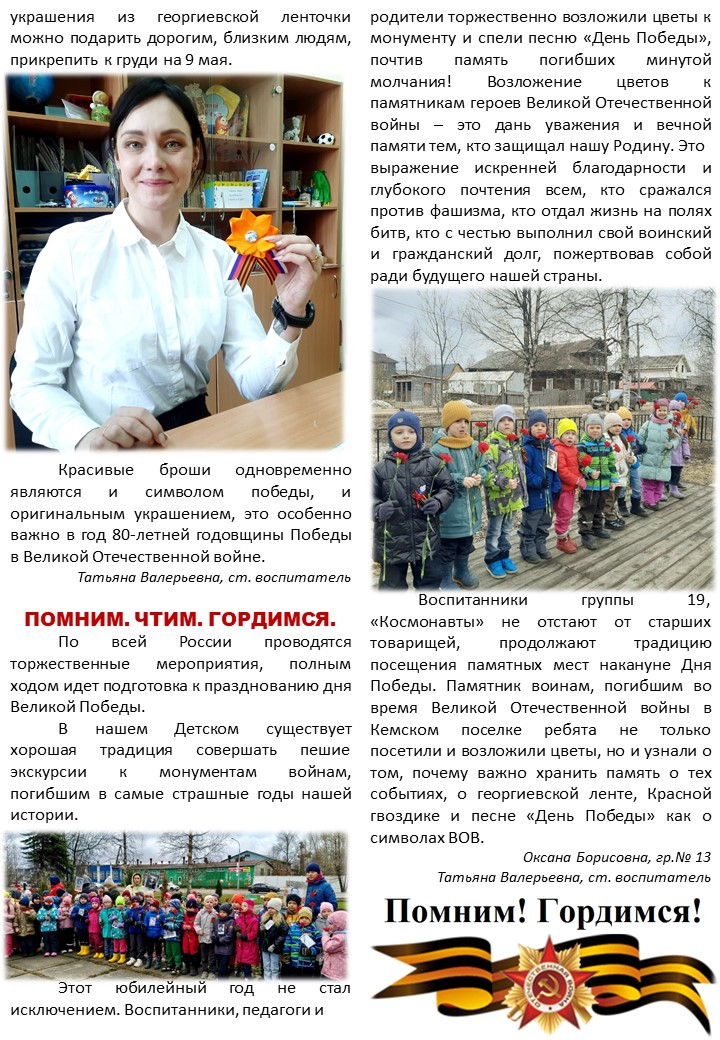 украшения из георгиевской ленточки
можно подарить дорогим, близким людям,
прикрепить к груди на 9 мая.
Красивые броши одновременно
являются и символом победы, и
оригинальным украшением, это особенно
важно в год 80-летней годовщины Победы
в Великой Отечественной войне.
Татьяна Валерьевна, ст. воспитатель
ПОМНИМ. ЧТИМ. ГОРДИМСЯ.
По всей России проводятся
торжественные мероприятия, полным
ходом идет подготовка к празднованию дня
Великой Победы.
В нашем Детском существует
хорошая традиция совершать пешие
экскурсии к монументам войнам,
погибшим в самые страшные годы нашей
истории.
Этот юбилейный год не стал
исключением. Воспитанники, педагоги и
родители торжественно возложили цветы к
монументу и спели песню «День Победы»,
почтив память погибших минутой
молчания! Возложение цветов к
памятникам героев Великой Отечественной
войны – это дань уважения и вечной
памяти тем, кто защищал нашу Родину. Это
выражение искренней благодарности и
глубокого почтения всем, кто сражался
против фашизма, кто отдал жизнь на полях
битв, кто с честью выполнил свой воинский
и гражданский долг, пожертвовав собой
ради будущего нашей страны.
Воспитанники группы 19,
«Космонавты» не отстают от старших
товарищей, продолжают традицию
посещения памятных мест накануне Дня
Победы. Памятник воинам, погибшим во
время Великой Отечественной войны в
Кемском поселке ребята не только
посетили и возложили цветы, но и узнали о
том, почему важно хранить память о тех
событиях, о георгиевской ленте, Красной
гвоздике и песне «День Победы» как о
символах ВОВ.
Оксана Борисовна, гр.№ 13
Татьяна Валерьевна, ст. воспитатель
Помним! Гордимся!
ОТЕЧЕСТВЕННАЯ ВОЙНА